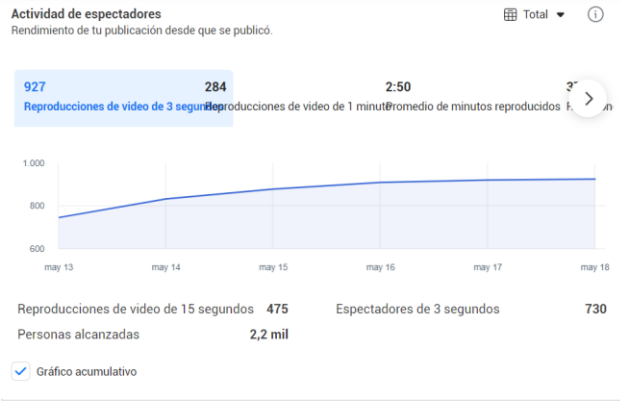 Actividad de espectadores
Total
Rendimiento de tu publicación desde que se publicó.
927
284
2:50
Reproducciones de video de 3 segundos
Reproducciones de video de 1 minuto
Promedio de minutos reproducidos
1.000
800
600
may 13
may 14
may 15
may 16
may 17
may 18
Reproducciones de video de 15 segundos 475
Espectadores de 3 segundos 730
Personas alcanzadas 2,2 mil
Gráfico acumulativo